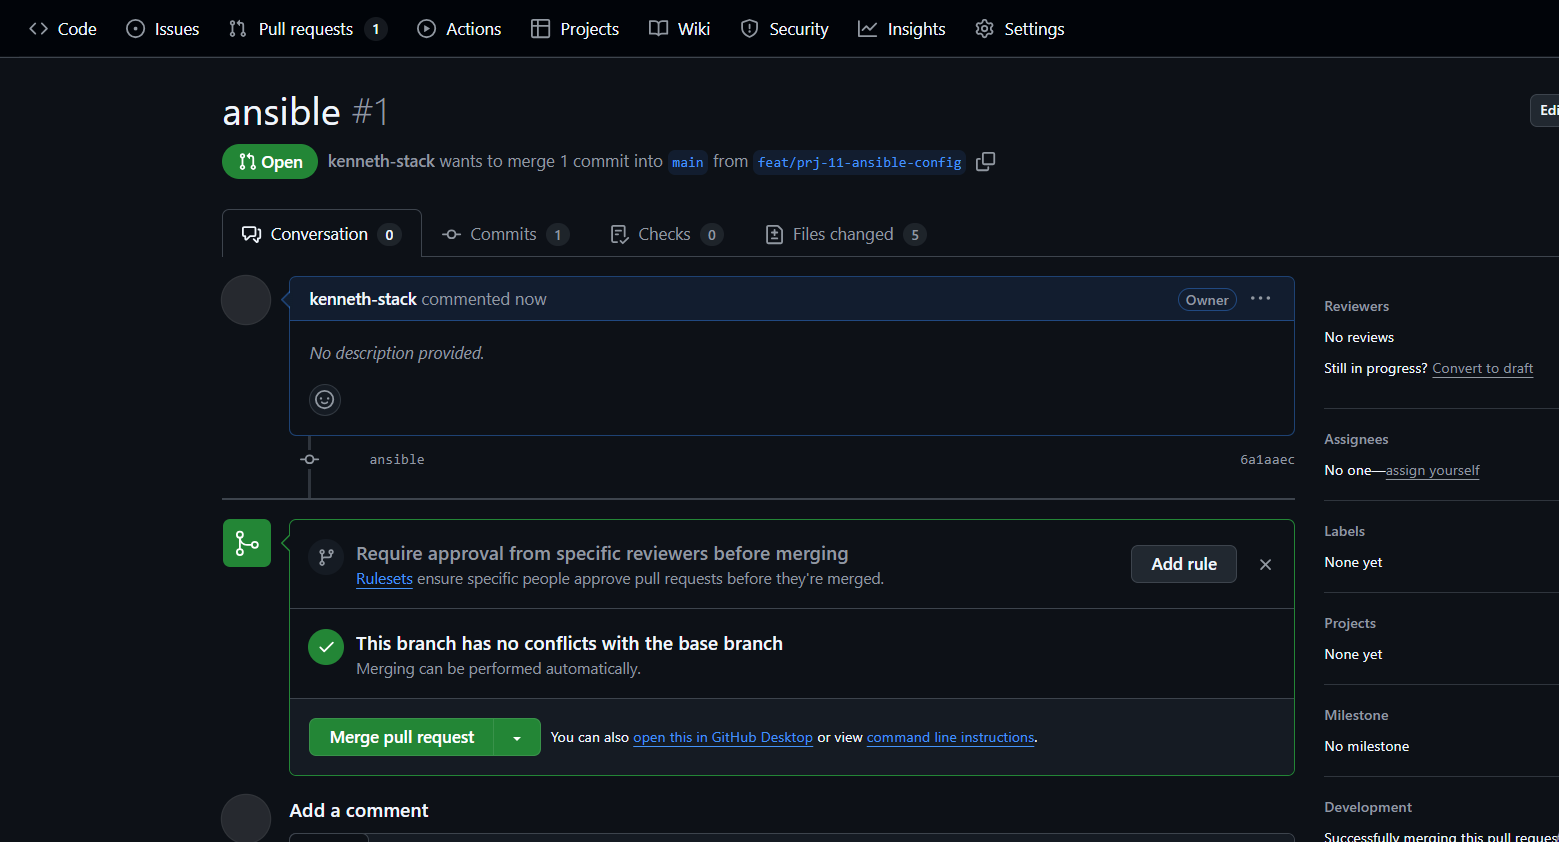 Code Issues Pull requests 1 Actions Projects Wiki Security Insights Settings
ansible #1
Open kenneth-stack wants to merge 1 commit into main from feat/prj-11-ansible-config
Conversation 0 Commits 1 Checks 0 Files changed 5
kenneth-stack commented now Owner
No description provided.
ansible 6a1aaec
Require approval from specific reviewers before merging
Rulesets ensure specific people approve pull requests before they're merged.
Add rule
This branch has no conflicts with the base branch
Merging can be performed automatically.
Merge pull request You can also open this in GitHub Desktop or view command line instructions.
Add a comment
Reviewers
No reviews
Still in progress? Convert to draft
Assignees
No one—assign yourself
Labels
None yet
Projects
None yet
Milestone
No milestone
Development
Successfully merging this pull